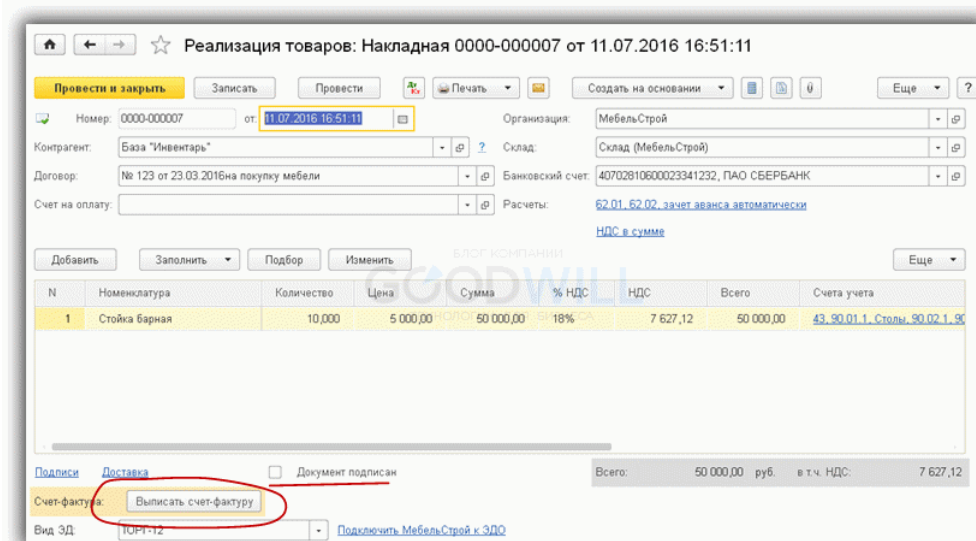 Реализация товаров: Накладная 0000-000007 от 11.07.2016 16:51:11
Провести и закрыть Записать Провести Дт Кт Печать Создать на основании Еще ?
Номер: 0000-000007 от: 11.07.2016 16:51:11 Организация: МебельСтрой
Контрагент: База "Инвентарь" ? Склад: Склад (МебельСтрой)
Договор: № 123 от 23.03.2016на покупку мебели Банковский счет: 40702810600023341232, ПАО СБЕРБАНК
Счет на оплату: Расчеты: 62.01, 62.02, зачет аванса автоматически
НДС в сумме
БЛОГ КОМПАНИИ
Добавить Заполнить Подбор Изменить Еще
GOODWILL
N Номенклатура Количество Цена Сумма % НДС НДС Всего Счета учета
1 Стойка барная 10,000 5 000,00 50 000,00 18% 7 627,12 50 000,00 43, 90.01.1, Столы, 90.02.1, 90
Подписи Доставка Документ подписан Всего: 50 000,00 руб. в т.ч. НДС: 7 627,12
Счет-фактура: Выписать счет-фактуру
Вид ЭД: ТОРГ-12 Подключить МебельСтрой к ЭДО